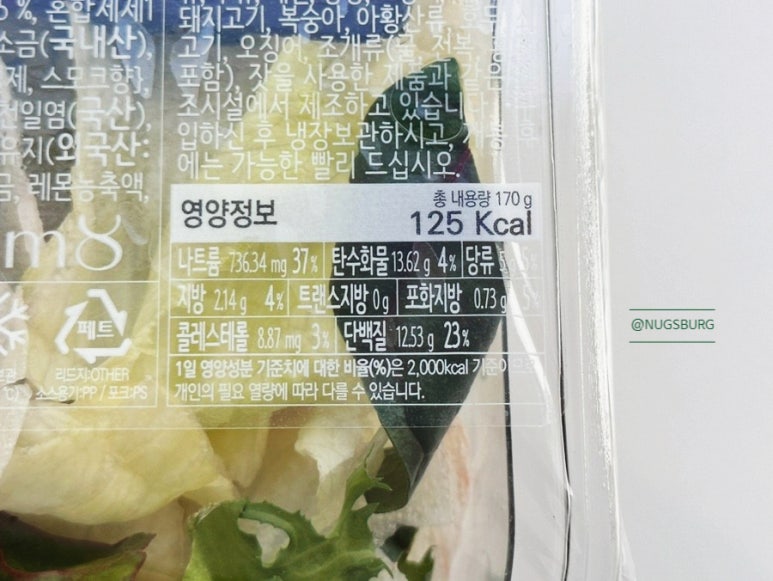 %, 혼합제제1
소금(국내산),
제, 스모크향],
천일염(국산),
유지(외국산:
금, 레몬농축액,
돼지고기, 복숭아, 아황산류, 호두,
고기, 오징어, 조개류(굴, 전복,
포함), 잣을 사용한 제품과 같은
조시설에서 제조하고 있습니다.
입하신 후 냉장보관하시고, 개봉 후
에는 가능한 빨리 드십시오.
영양정보
총 내용량 170 g
125 Kcal
나트륨 736.34 mg 37% 탄수화물 13.62 g 4% 당류
지방 2.14 g 4% 트랜스지방 0 g 포화지방 0.73 g 5%
콜레스테롤 8.87 mg 3% 단백질 12.53 g 23%
1일 영양성분 기준치에 대한 비율(%)은 2,000kcal 기준이므로
개인의 필요 열량에 따라 다를 수 있습니다.
페트
리드지:OTHER
소스용기:PP / 포크:PS
@NUGSBURG